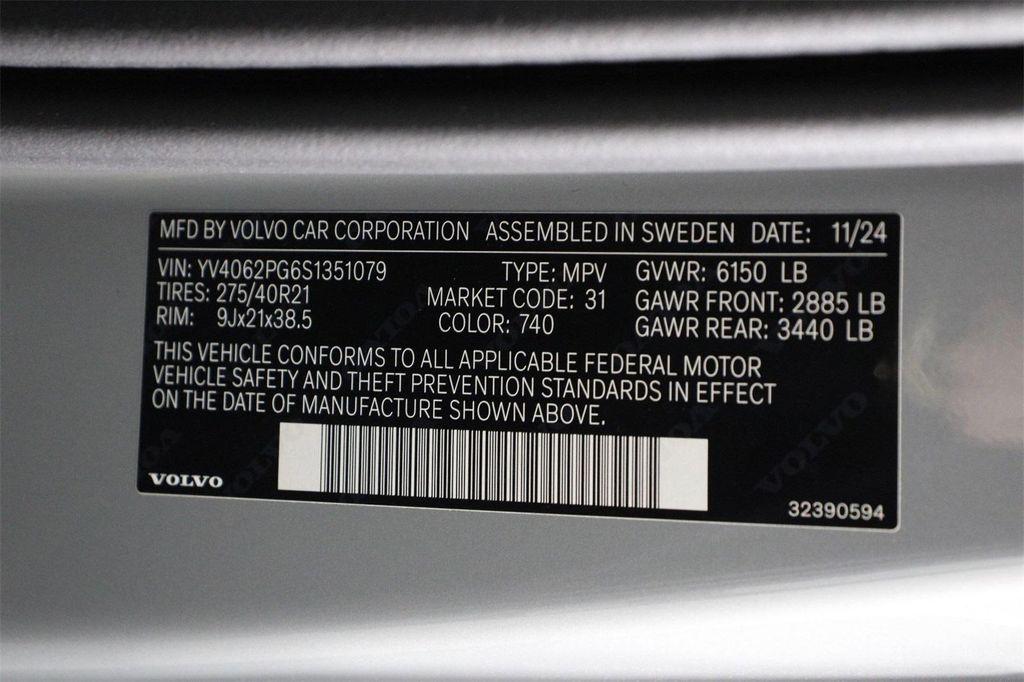 MFD BY VOLVO CAR CORPORATION ASSEMBLED IN SWEDEN DATE: 11/24
VIN: YV4062PG6S1351079 TYPE: MPV GVWR: 6150 LB
TIRES: 275/40R21 MARKET CODE: 31 GAWR FRONT: 2885 LB
RIM: 9Jx21x38.5 COLOR: 740 GAWR REAR: 3440 LB
THIS VEHICLE CONFORMS TO ALL APPLICABLE FEDERAL MOTOR
VEHICLE SAFETY AND THEFT PREVENTION STANDARDS IN EFFECT
ON THE DATE OF MANUFACTURE SHOWN ABOVE.
VOLVO
32390594